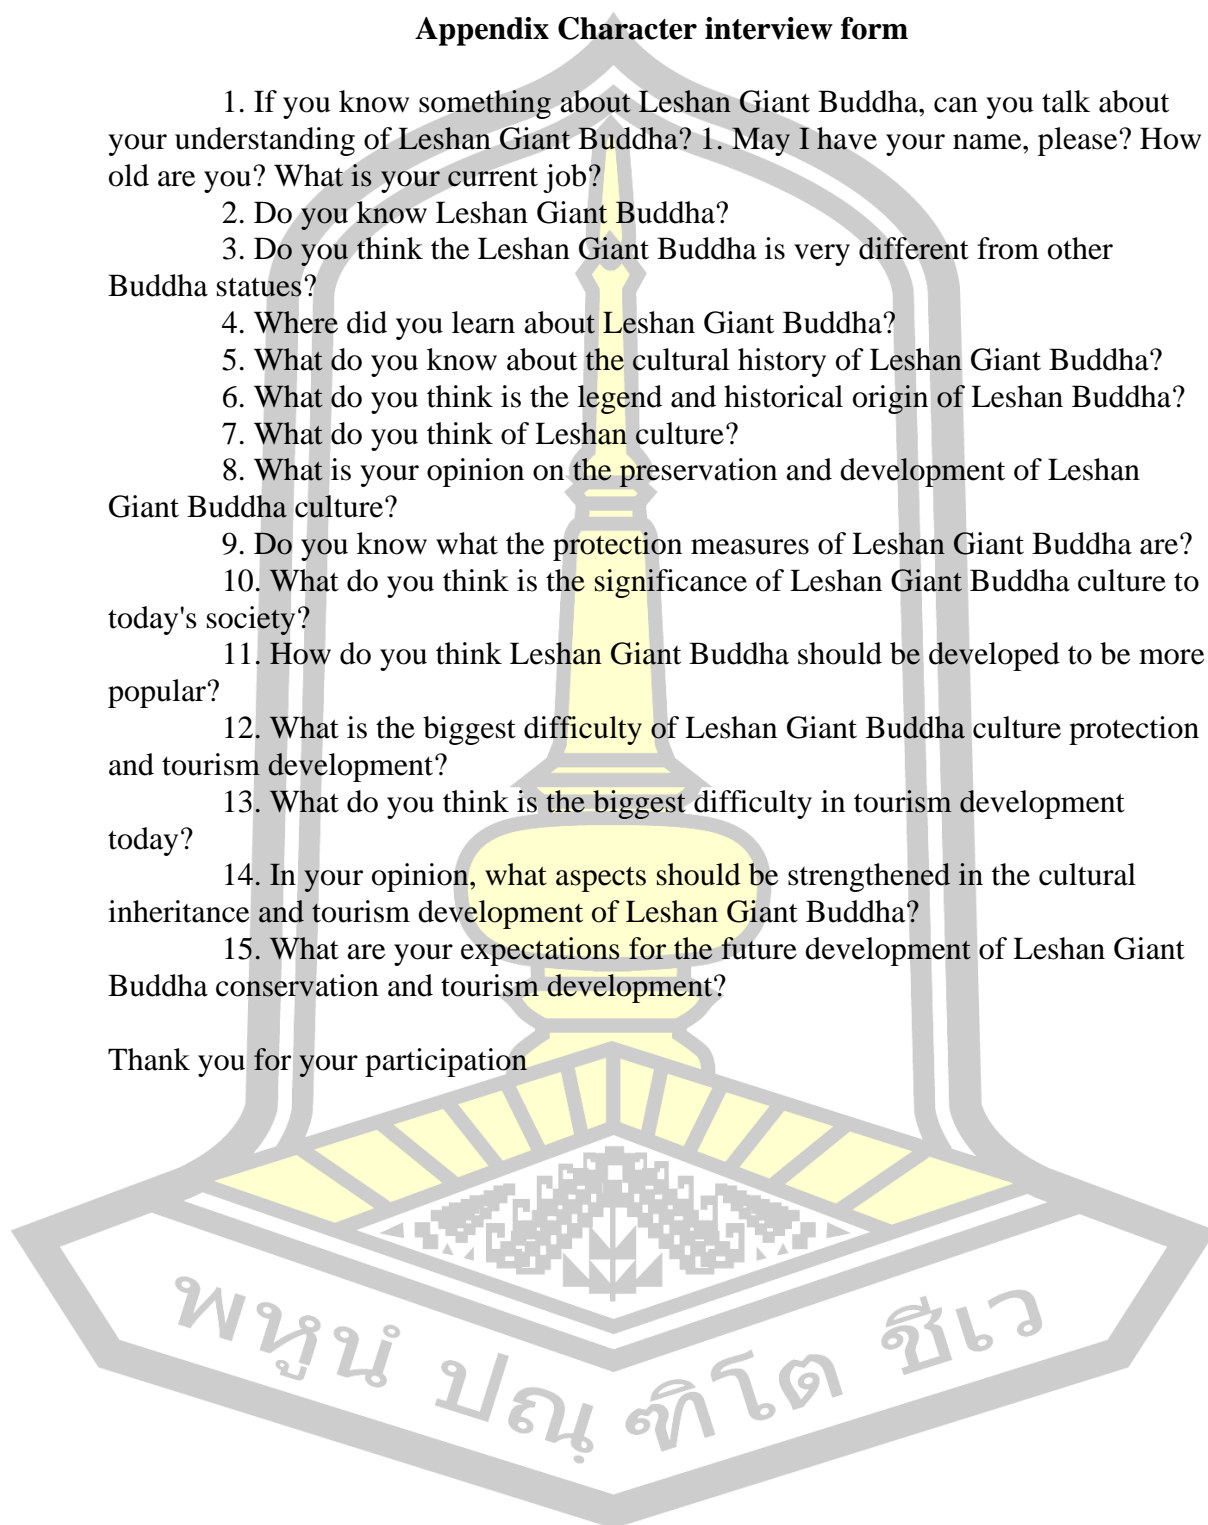 Appendix Character interview form
1. If you know something about Leshan Giant Buddha, can you talk about
your understanding of Leshan Giant Buddha? 1. May I have your name, please? How
old are you? What is your current job?
2. Do you know Leshan Giant Buddha?
3. Do you think the Leshan Giant Buddha is very different from other
Buddha statues?
4. Where did you learn about Leshan Giant Buddha?
5. What do you know about the cultural history of Leshan Giant Buddha?
6. What do you think is the legend and historical origin of Leshan Buddha?
7. What do you think of Leshan culture?
8. What is your opinion on the preservation and development of Leshan
Giant Buddha culture?
9. Do you know what the protection measures of Leshan Giant Buddha are?
10. What do you think is the significance of Leshan Giant Buddha culture to
today's society?
11. How do you think Leshan Giant Buddha should be developed to be more
popular?
12. What is the biggest difficulty of Leshan Giant Buddha culture protection
and tourism development?
13. What do you think is the biggest difficulty in tourism development
today?
14. In your opinion, what aspects should be strengthened in the cultural
inheritance and tourism development of Leshan Giant Buddha?
15. What are your expectations for the future development of Leshan Giant
Buddha conservation and tourism development?
Thank you for your participation
พหูนํ ปณฺฑิโต ชีเว